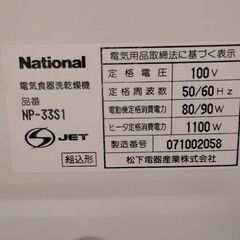 National
電気食器洗乾燥機
品番
NP-33S1
S JET
組込形
電気用品取締法に基づく表示
定格電圧 100V
定格周波数 50/60Hz
電動機定格消費電力 80/90W
ヒータ定格消費電力 1100W
製造番号 071002058
松下電器産業株式会社